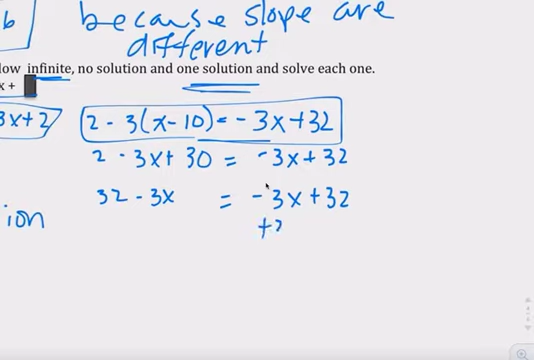 6 because slope are
different
low infinite, no solution and one solution and solve each one.
x +
3x+2 2 - 3(x-10) = -3x+32
2 - 3x + 30 = -3x+32
32 - 3x = -3x+32
ion